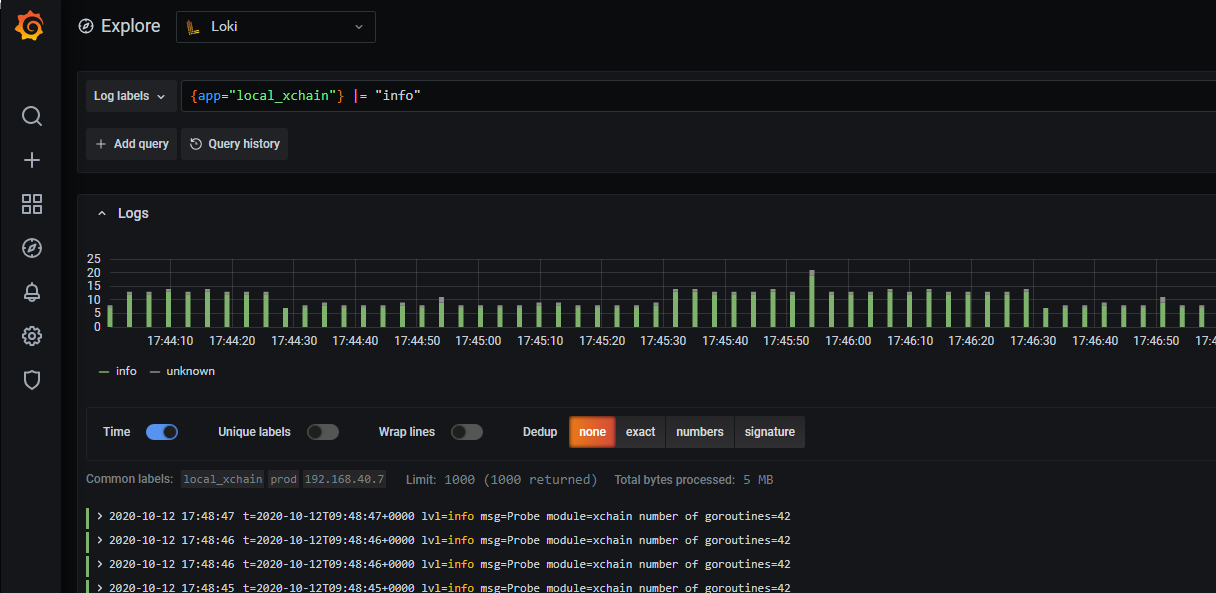 Explore Loki
Log labels {app="local_xchain"} |= "info"
+ Add query Query history
Logs
25
20
15
10
5
0
17:44:10 17:44:20 17:44:30 17:44:40 17:44:50 17:45:00 17:45:10 17:45:20 17:45:30 17:45:40 17:45:50 17:46:00 17:46:10 17:46:20 17:46:30 17:46:40 17:46:50 17:4
info unknown
Time Unique labels Wrap lines Dedup none exact numbers signature
Common labels: local_xchain prod 192.168.40.7 Limit: 1000 (1000 returned) Total bytes processed: 5 MB
> 2020-10-12 17:48:47 t=2020-10-12T09:48:47+0000 lvl=info msg=Probe module=xchain number of goroutines=42
> 2020-10-12 17:48:46 t=2020-10-12T09:48:46+0000 lvl=info msg=Probe module=xchain number of goroutines=42
> 2020-10-12 17:48:46 t=2020-10-12T09:48:46+0000 lvl=info msg=Probe module=xchain number of goroutines=42
> 2020-10-12 17:48:45 t=2020-10-12T09:48:45+0000 lvl=info msg=Probe module=xchain number of goroutines=42